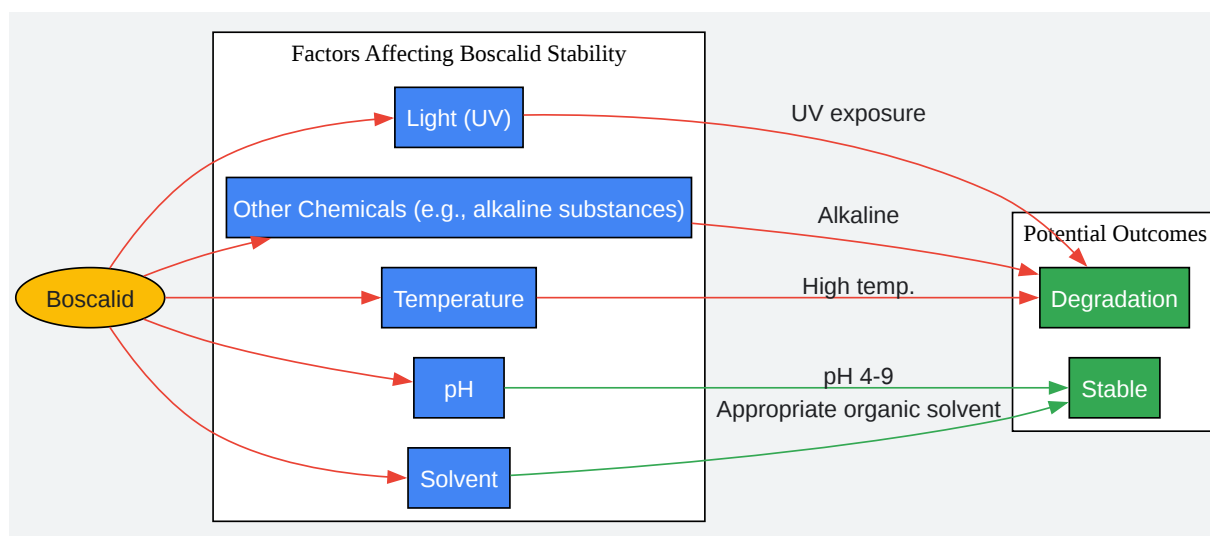 Factors Affecting Boscalid Stability
Light (UV)
UV exposure
Other Chemicals (e.g., alkaline substances)
Alkaline
Potential Outcomes
Boscalid
Temperature
High temp.
Degradation
pH
pH 4-9
Stable
Appropriate organic solvent
Solvent